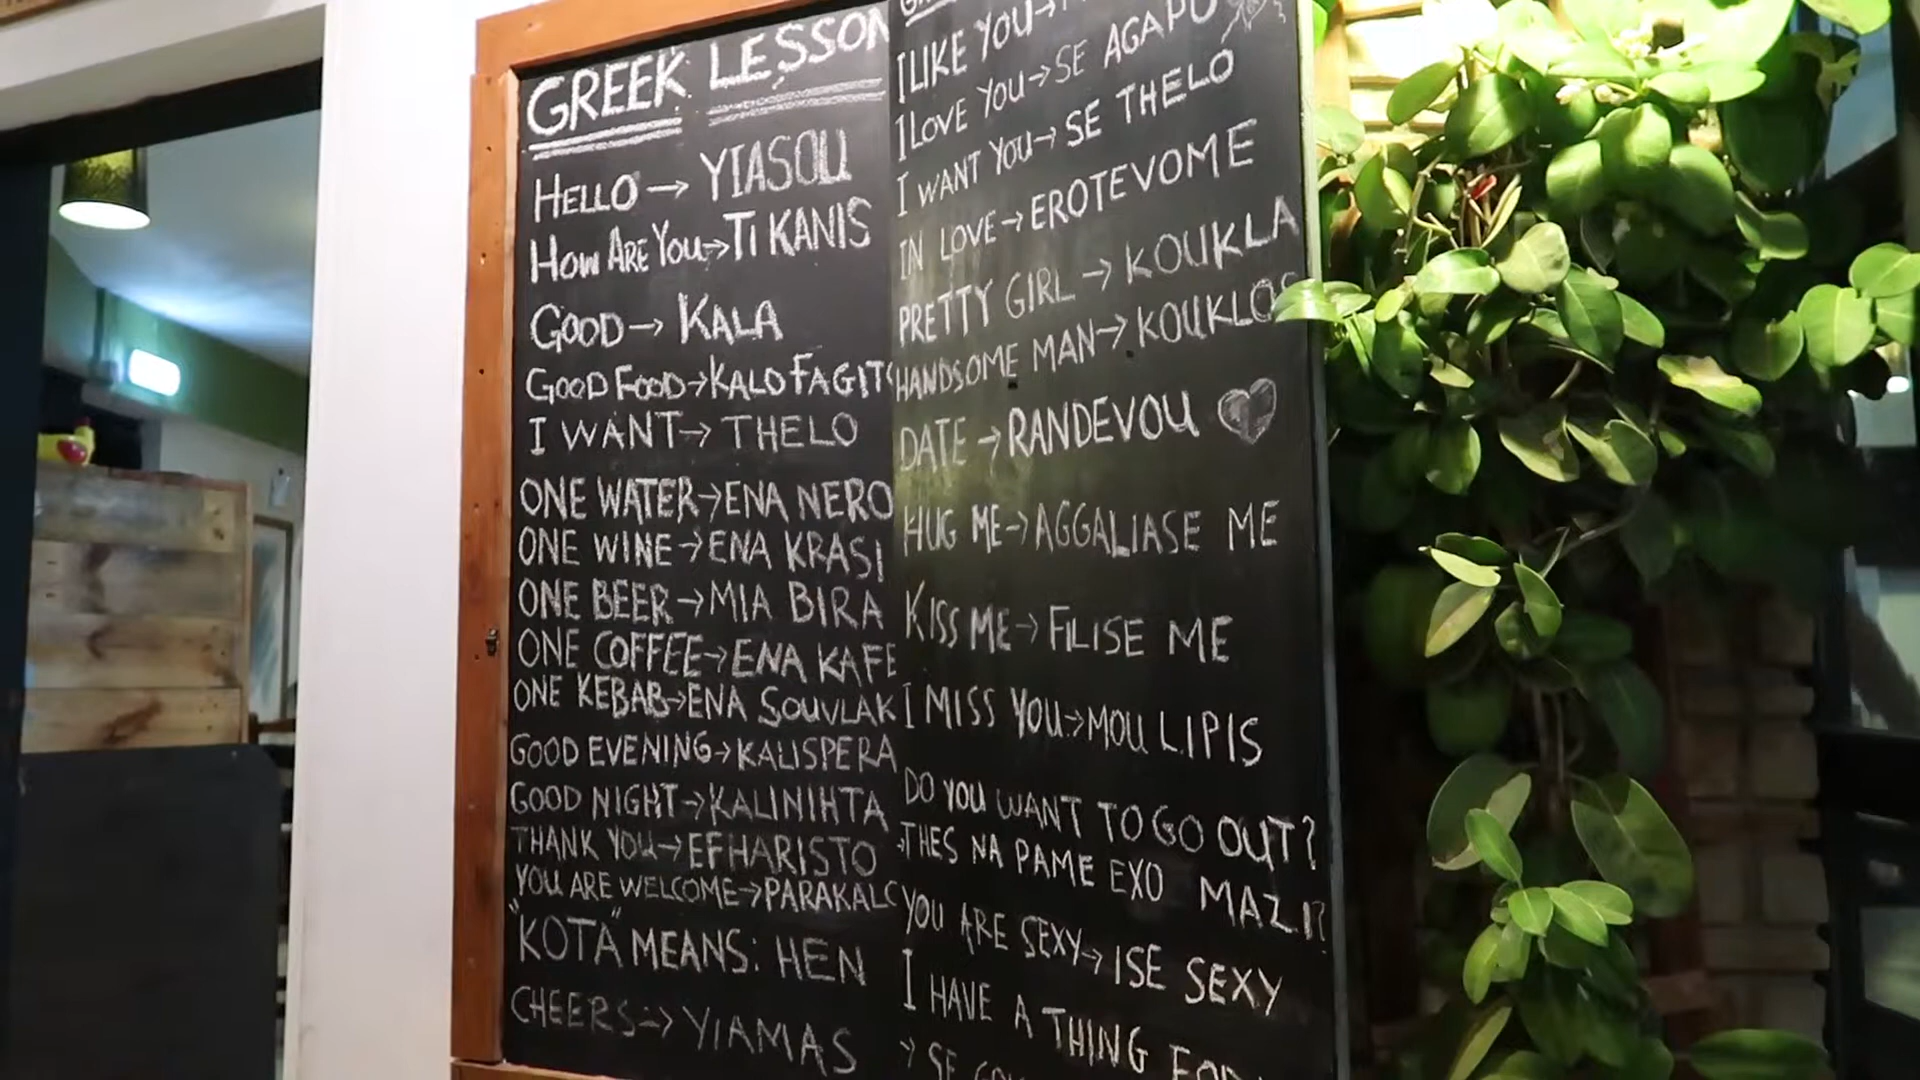 GREEK LESSON
HELLO → YIASOU
HOW ARE YOU → TI KANIS
GOOD → KALA
GOOD FOOD → KALO FAGIT
I WANT → THELO
ONE WATER → ENA NERO
ONE WINE → ENA KRASI
ONE BEER → MIA BIRA
ONE COFFEE → ENA KAFE
ONE KEBAB → ENA SOUVLAK
GOOD EVENING → KALISPERA
GOOD NIGHT → KALINIHTA
THANK YOU → EFHARISTO
YOU ARE WELCOME → PARAKALO
"KOTA" MEANS: HEN
CHEERS → YIAMAS
I LIKE YOU →
I LOVE YOU → SE AGAPO
I WANT YOU → SE THELO
IN LOVE → EROTEVOME
PRETTY GIRL → KOUKLA
HANDSOME MAN → KOUKLOS
DATE → RANDEVOU
HUG ME → AGGALIASE ME
KISS ME → FILISE ME
I MISS YOU → MOU LIPIS
DO YOU WANT TO GO OUT?
→ THES NA PAME EXO MAZI?
YOU ARE SEXY → ISE SEXY
I HAVE A THING FOR
→ SE